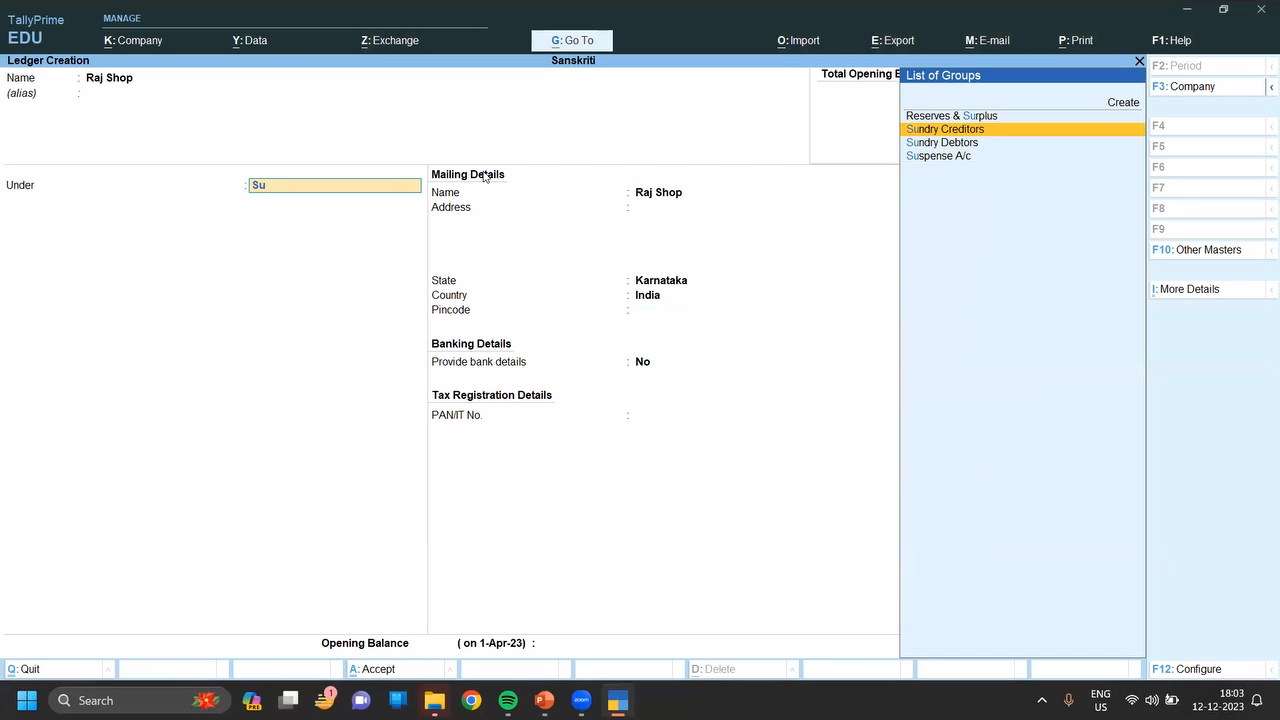 TallyPrime
EDU
MANAGE
K: Company
Y: Data
Z: Exchange
G: Go To
O: Import
E: Export
M: E-mail
P: Print
F1: Help
Ledger Creation
Sanskriti
Name : Raj Shop
(alias) :
Total Opening
List of Groups
Create
Reserves & Surplus
Sundry Creditors
Sundry Debtors
Suspense A/c
Under : Su
Mailing Details
Name : Raj Shop
Address :
State : Karnataka
Country : India
Pincode :
Banking Details
Provide bank details : No
Tax Registration Details
PAN/IT No. :
Opening Balance ( on 1-Apr-23) :
F2: Period
F3: Company
F4
F5
F6
F7
F8
F9
F10: Other Masters
I: More Details
F12: Configure
Q: Quit
A: Accept
D: Delete
Search
PRE
1
zoom
ENG
US
18:03
12-12-2023